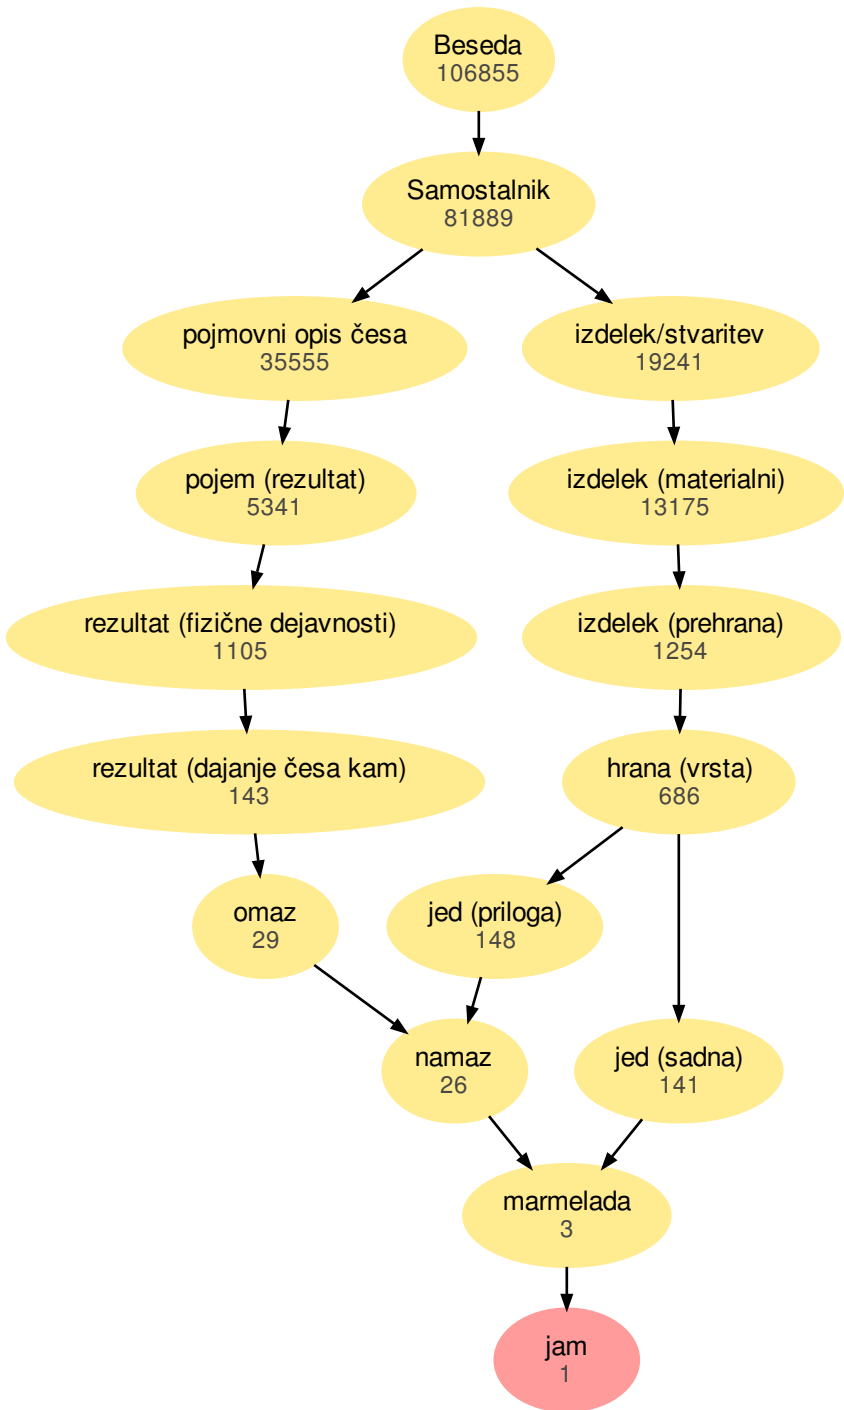 Beseda
106855
Samostalnik
81889
pojmovni opis česa
35555
izdelek/stvaritev
19241
pojem (rezultat)
5341
izdelek (materialni)
13175
rezultat (fizične dejavnosti)
1105
izdelek (prehrana)
1254
rezultat (dajanje česa kam)
143
hrana (vrsta)
686
omaz
29
jed (priloga)
148
namaz
26
jed (sadna)
141
marmelada
3
jam
1